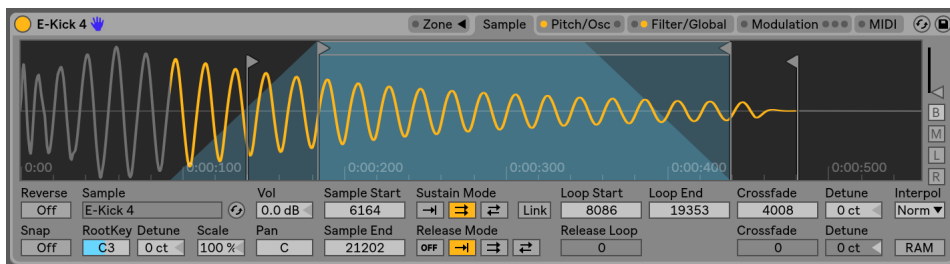 E-Kick 4 Zone Sample Pitch/Osc Filter/Global Modulation MIDI
0:00 0:00:100 0:00:200 0:00:300 0:00:400 0:00:500
B
M
L
R
Reverse Sample Vol Sample Start Sustain Mode Loop Start Loop End Crossfade Detune Interpol
Off E-Kick 4 0.0 dB 6164 Link 8086 19353 4008 0 ct Norm
Snap RootKey Detune Scale Pan Sample End Release Mode Release Loop Crossfade Detune
Off C3 0 ct 100 % C 21202 OFF 0 0 0 ct RAM